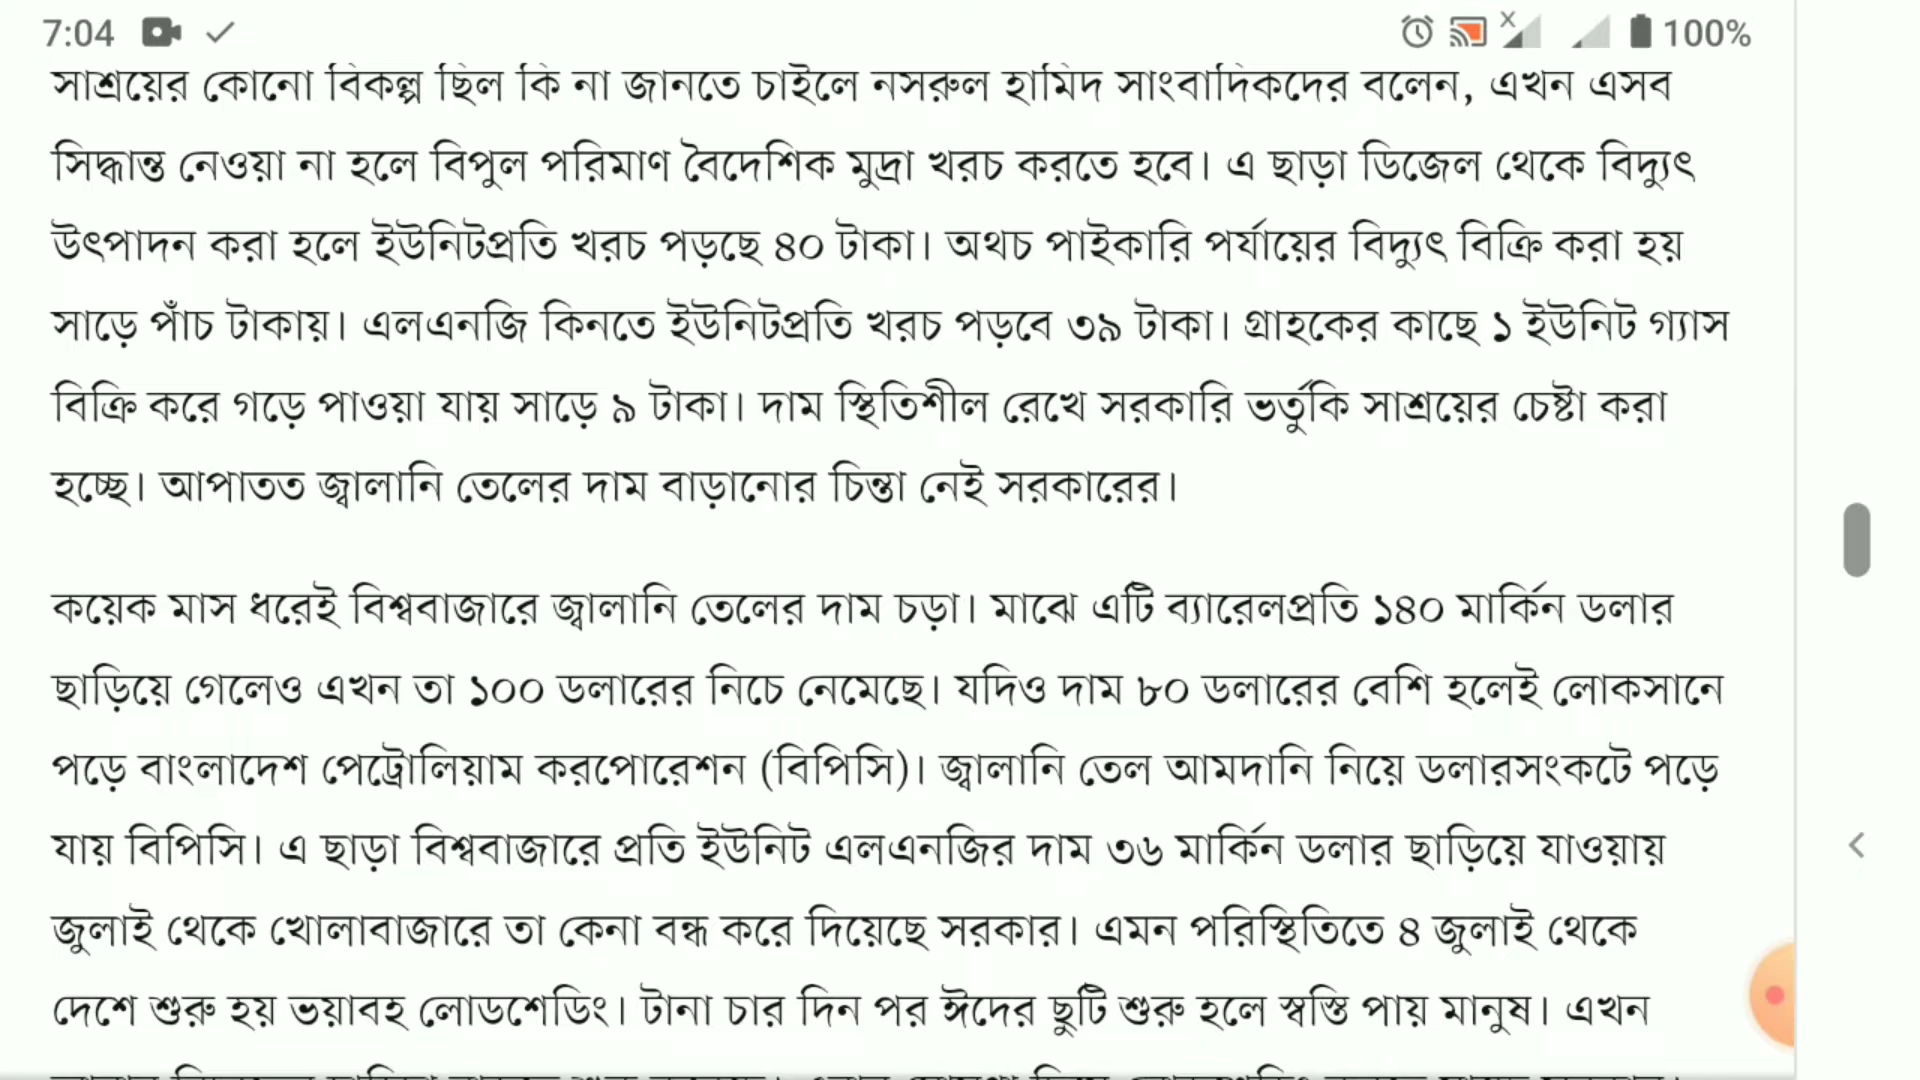 7:04
100%
সাশ্রয়ের কোনো বিকল্প ছিল কি না জানতে চাইলে নসরুল হামিদ সাংবাদিকদের বলেন, এখন এসব
সিদ্ধান্ত নেওয়া না হলে বিপুল পরিমাণ বৈদেশিক মুদ্রা খরচ করতে হবে। এ ছাড়া ডিজেল থেকে বিদ্যুৎ
উৎপাদন করা হলে ইউনিটপ্রতি খরচ পড়ছে ৪০ টাকা। অথচ পাইকারি পর্যায়ের বিদ্যুৎ বিক্রি করা হয়
সাড়ে পাঁচ টাকায়। এলএনজি কিনতে ইউনিটপ্রতি খরচ পড়বে ৩৯ টাকা। গ্রাহকের কাছে ১ ইউনিট গ্যাস
বিক্রি করে গড়ে পাওয়া যায় সাড়ে ৯ টাকা। দাম স্থিতিশীল রেখে সরকারি ভর্তুকি সাশ্রয়ের চেষ্টা করা
হচ্ছে। আপাতত জ্বালানি তেলের দাম বাড়ানোর চিন্তা নেই সরকারের।
কয়েক মাস ধরেই বিশ্ববাজারে জ্বালানি তেলের দাম চড়া। মাঝে এটি ব্যারেলপ্রতি ১৪০ মার্কিন ডলার
ছাড়িয়ে গেলেও এখন তা ১০০ ডলারের নিচে নেমেছে। যদিও দাম ৮০ ডলারের বেশি হলেই লোকসানে
পড়ে বাংলাদেশ পেট্রোলিয়াম করপোরেশন (বিপিসি)। জ্বালানি তেল আমদানি নিয়ে ডলারসংকটে পড়ে
যায় বিপিসি। এ ছাড়া বিশ্ববাজারে প্রতি ইউনিট এলএনজির দাম ৩৬ মার্কিন ডলার ছাড়িয়ে যাওয়ায়
জুলাই থেকে খোলাবাজারে তা কেনা বন্ধ করে দিয়েছে সরকার। এমন পরিস্থিতিতে ৪ জুলাই থেকে
দেশে শুরু হয় ভয়াবহ লোডশেডিং। টানা চার দিন পর ঈদের ছুটি শুরু হলে স্বস্তি পায় মানুষ। এখন